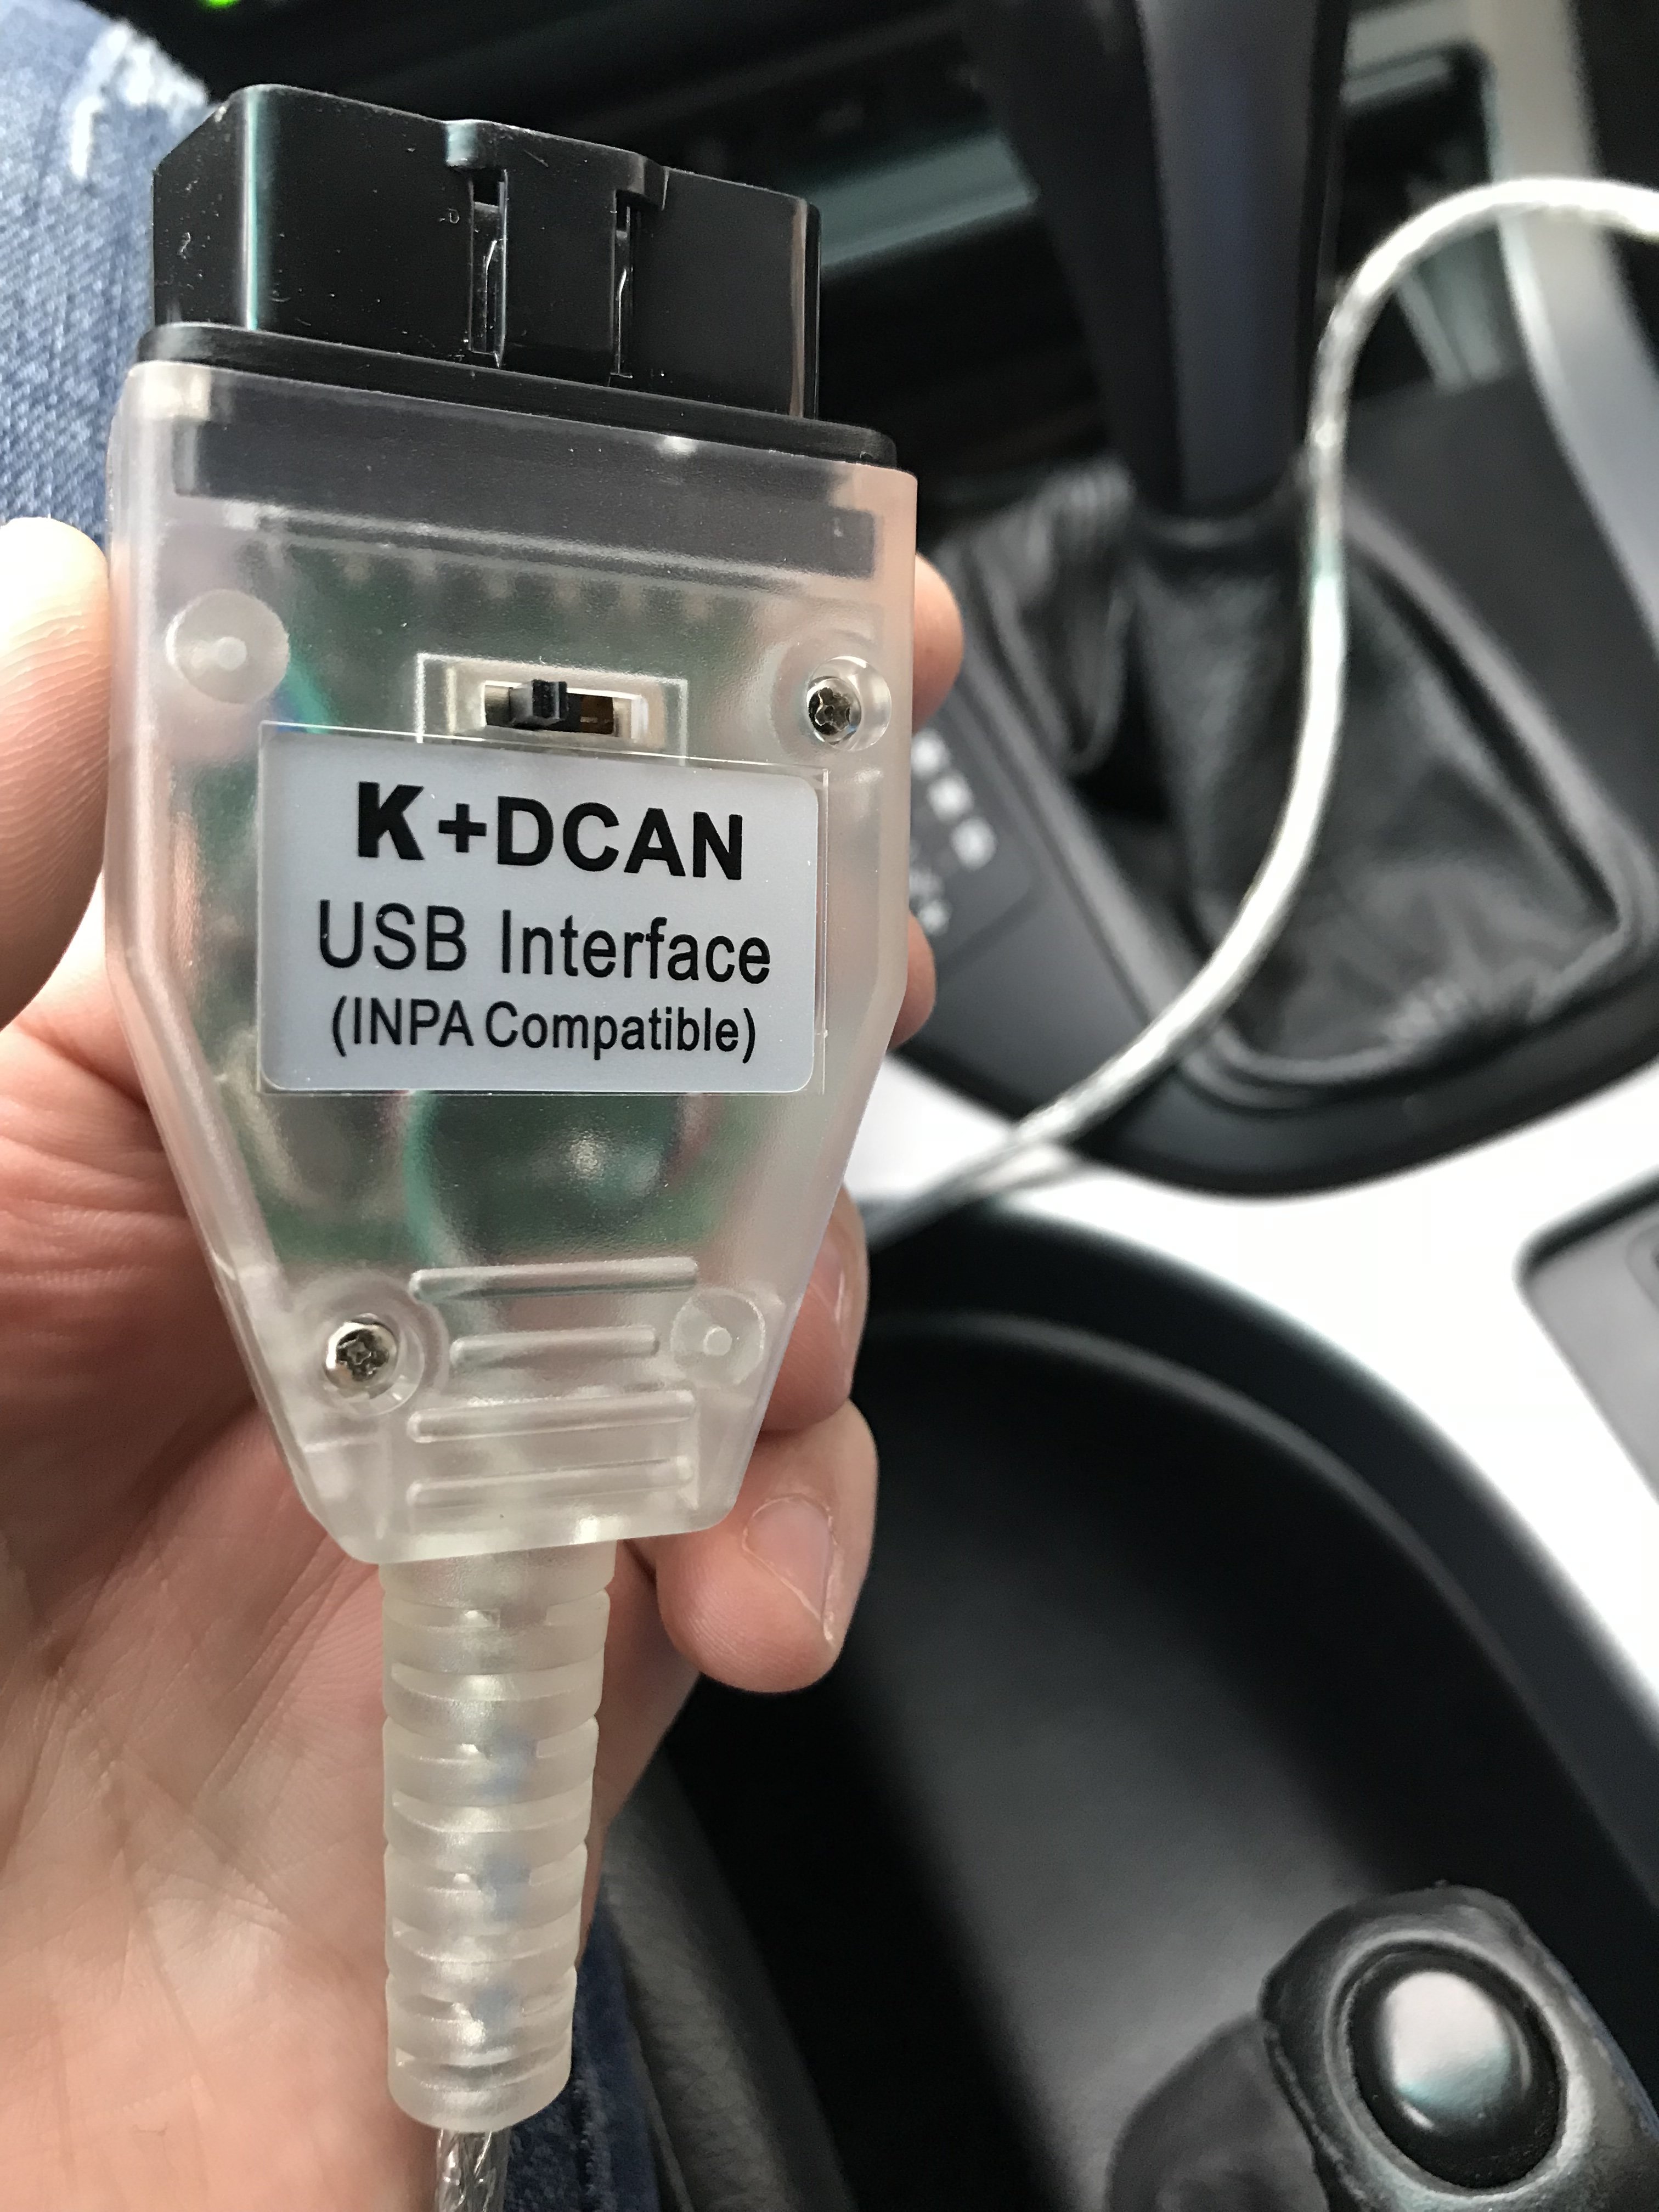 K+DCAN
USB Interface
(INPA Compatible)